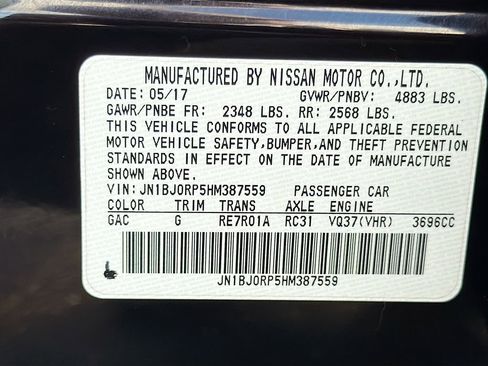 MANUFACTURED BY NISSAN MOTOR CO.,LTD.
DATE: 05/17 GVWR/PNBV: 4883 LBS.
GAWR/PNBE FR: 2348 LBS. RR: 2568 LBS.
THIS VEHICLE CONFORMS TO ALL APPLICABLE FEDERAL
MOTOR VEHICLE SAFETY,BUMPER,AND THEFT PREVENTION
STANDARDS IN EFFECT ON THE DATE OF MANUFACTURE
SHOWN ABOVE.
VIN: JN1BJ0RP5HM387559 PASSENGER CAR
COLOR TRIM TRANS AXLE ENGINE
GAC G RE7R01A RC31 VQ37(VHR) 3696CC
JN1BJ0RP5HM387559